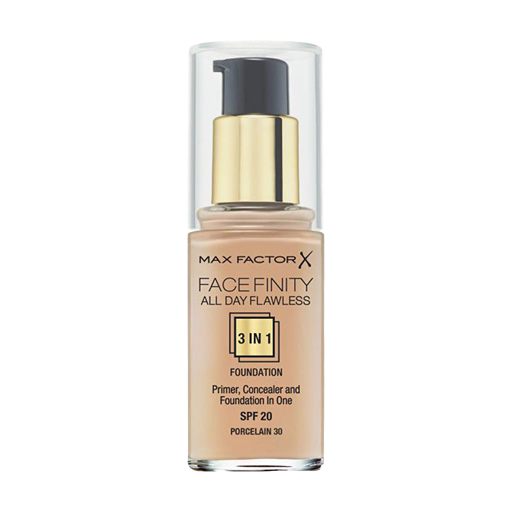 MAX FACTOR X
FACE FINITY
ALL DAY FLAWLESS
3 IN 1
FOUNDATION
Primer, Concealer and
Foundation In One
SPF 20
PORCELAIN 30